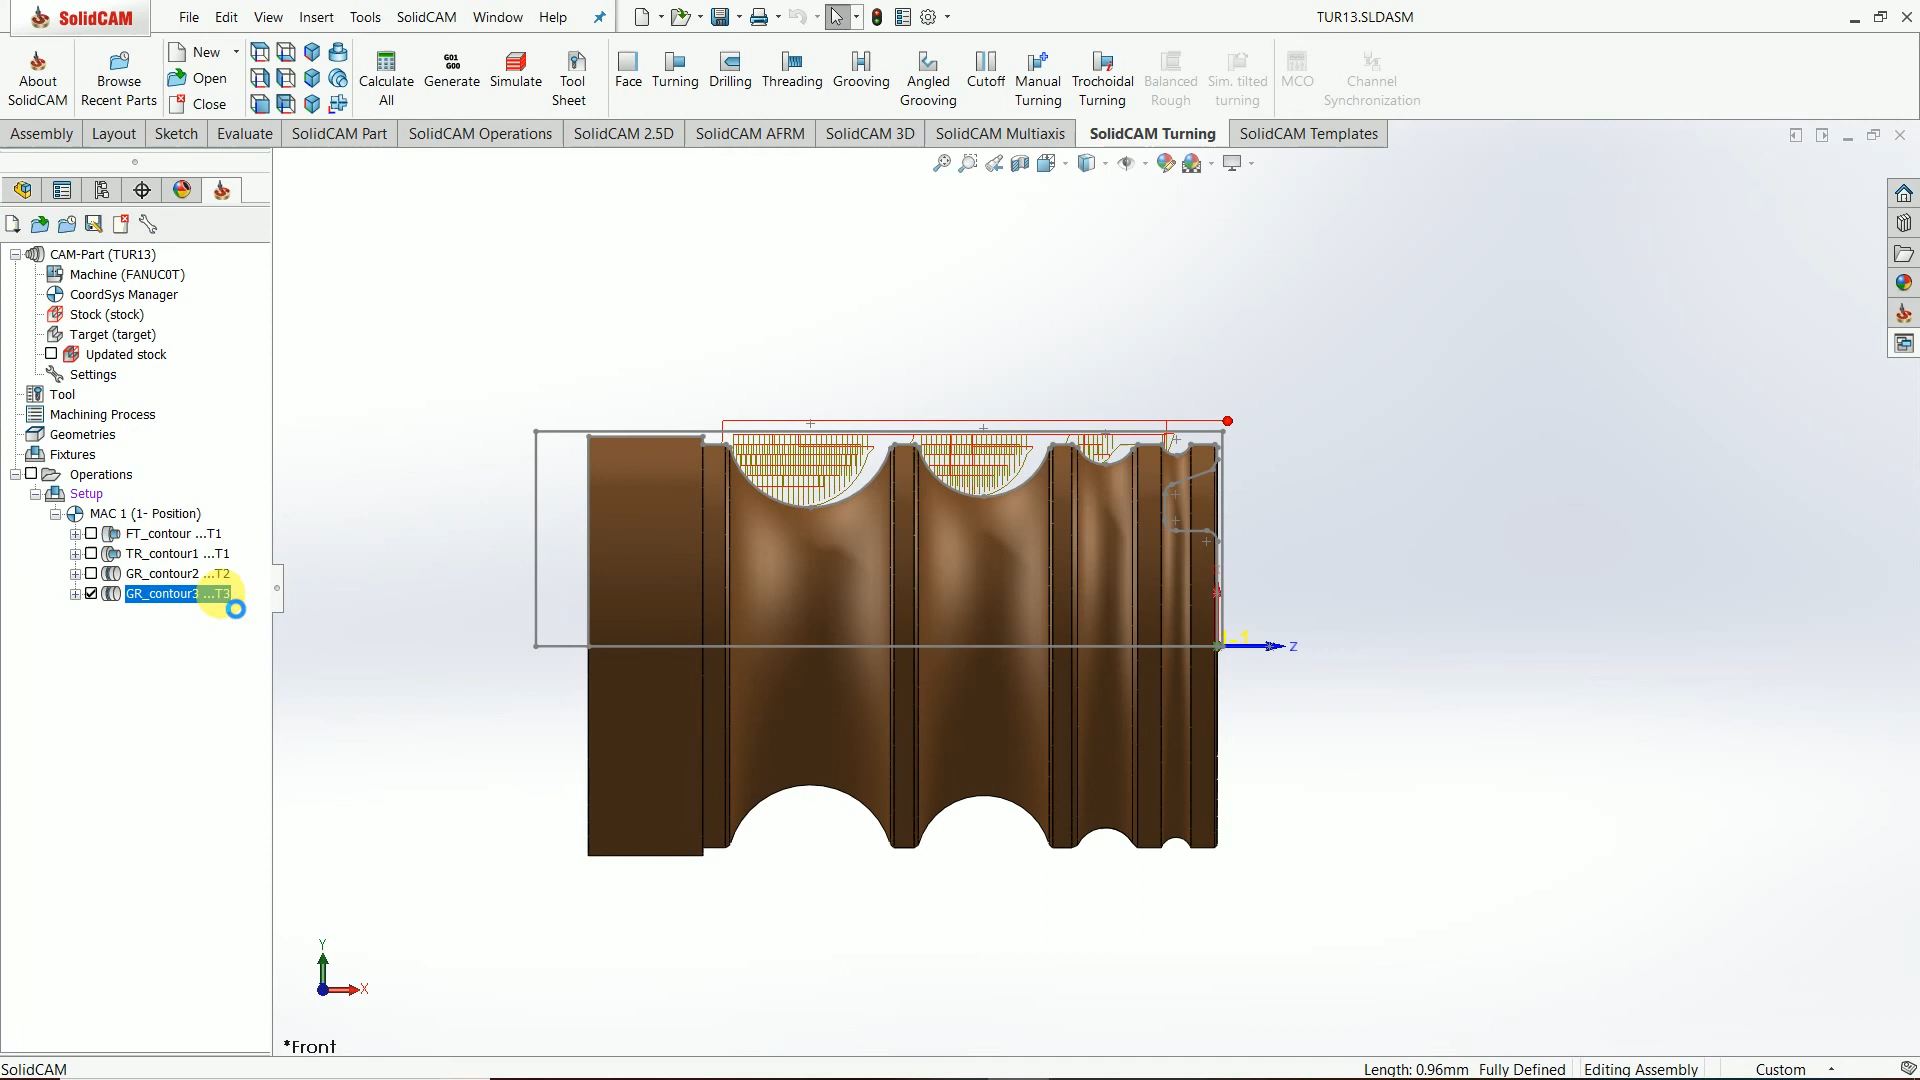 SolidCAM
File Edit View Insert Tools SolidCAM Window Help
TUR13.SLDASM
About SolidCAM
Browse Recent Parts
New
Open
Close
Calculate All
G01 G00 Generate
Simulate
Tool Sheet
Face
Turning
Drilling
Threading
Grooving
Angled Grooving
Cutoff
Manual Turning
Trochoidal Turning
Balanced Rough
Sim. tilted turning
MCO
Channel Synchronization
Assembly Layout Sketch Evaluate SolidCAM Part SolidCAM Operations SolidCAM 2.5D SolidCAM AFRM SolidCAM 3D SolidCAM Multiaxis SolidCAM Turning SolidCAM Templates
CAM-Part (TUR13)
Machine (FANUC0T)
CoordSys Manager
Stock (stock)
Target (target)
Updated stock
Settings
Tool
Machining Process
Geometries
Fixtures
Operations
Setup
MAC 1 (1- Position)
FT_contour ...T1
TR_contour1 ...T1
GR_contour2 ...T2
GR_contour3 ...T3
Z
Y
X
*Front
SolidCAM
Length: 0.96mm Fully Defined Editing Assembly Custom